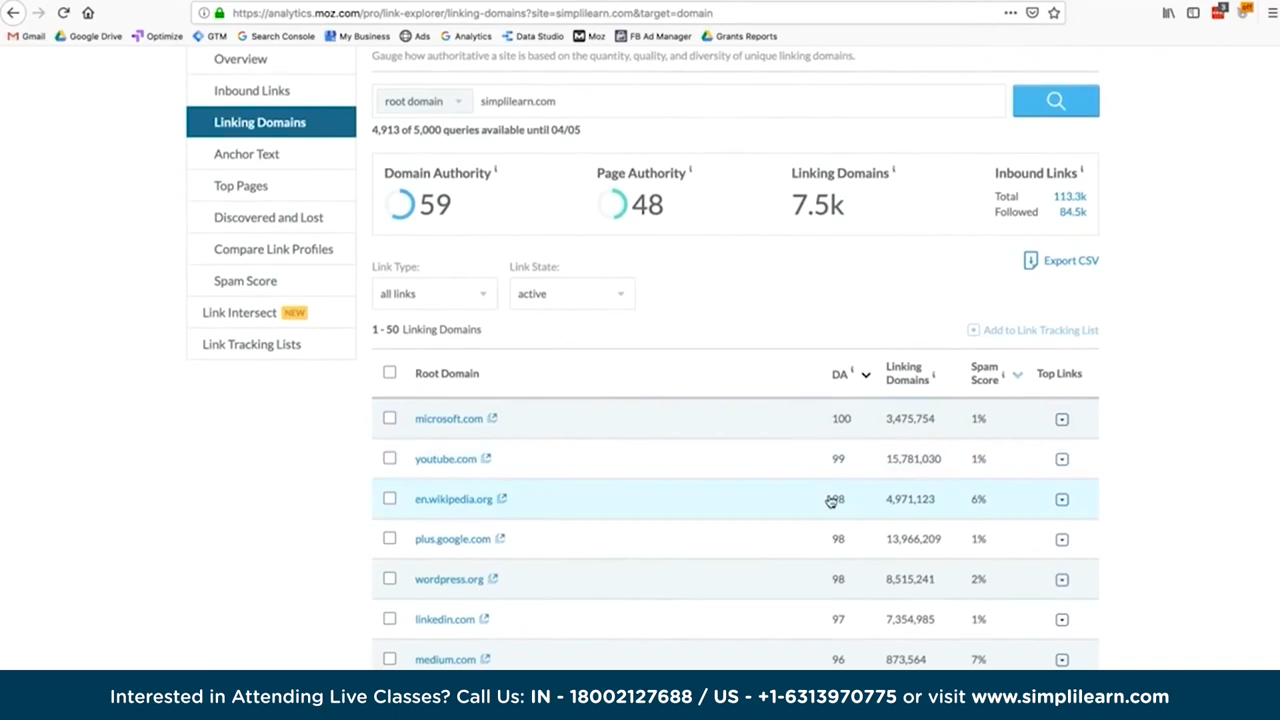 https://analytics.moz.com/pro/link-explorer/linking-domains?site=simplilearn.com&target=domain
Gmail Google Drive Optimize GTM Search Console My Business Ads Analytics Data Studio Moz FB Ad Manager Grants Reports
Overview
Inbound Links
Linking Domains
Anchor Text
Top Pages
Discovered and Lost
Compare Link Profiles
Spam Score
Link Intersect NEW
Link Tracking Lists
Gauge how authoritative a site is based on the quantity, quality, and diversity of unique linking domains.
root domain simplilearn.com
4,913 of 5,000 queries available until 04/05
Domain Authority Page Authority Linking Domains Inbound Links
59 48 7.5k
Total 113.3k
Followed 84.5k
Export CSV
Link Type: Link State:
all links active
1 - 50 Linking Domains Add to Link Tracking List
Root Domain DA Linking Domains Spam Score Top Links
microsoft.com 100 3,475,754 1%
youtube.com 99 15,781,030 1%
en.wikipedia.org 4,971,123 6%
plus.google.com 98 13,966,209 1%
wordpress.org 98 8,515,241 2%
linkedin.com 97 7,354,985 1%
medium.com 96 873,564 7%
Interested in Attending Live Classes? Call Us: IN - 18002127688 / US - +1-6313970775 or visit www.simplilearn.com